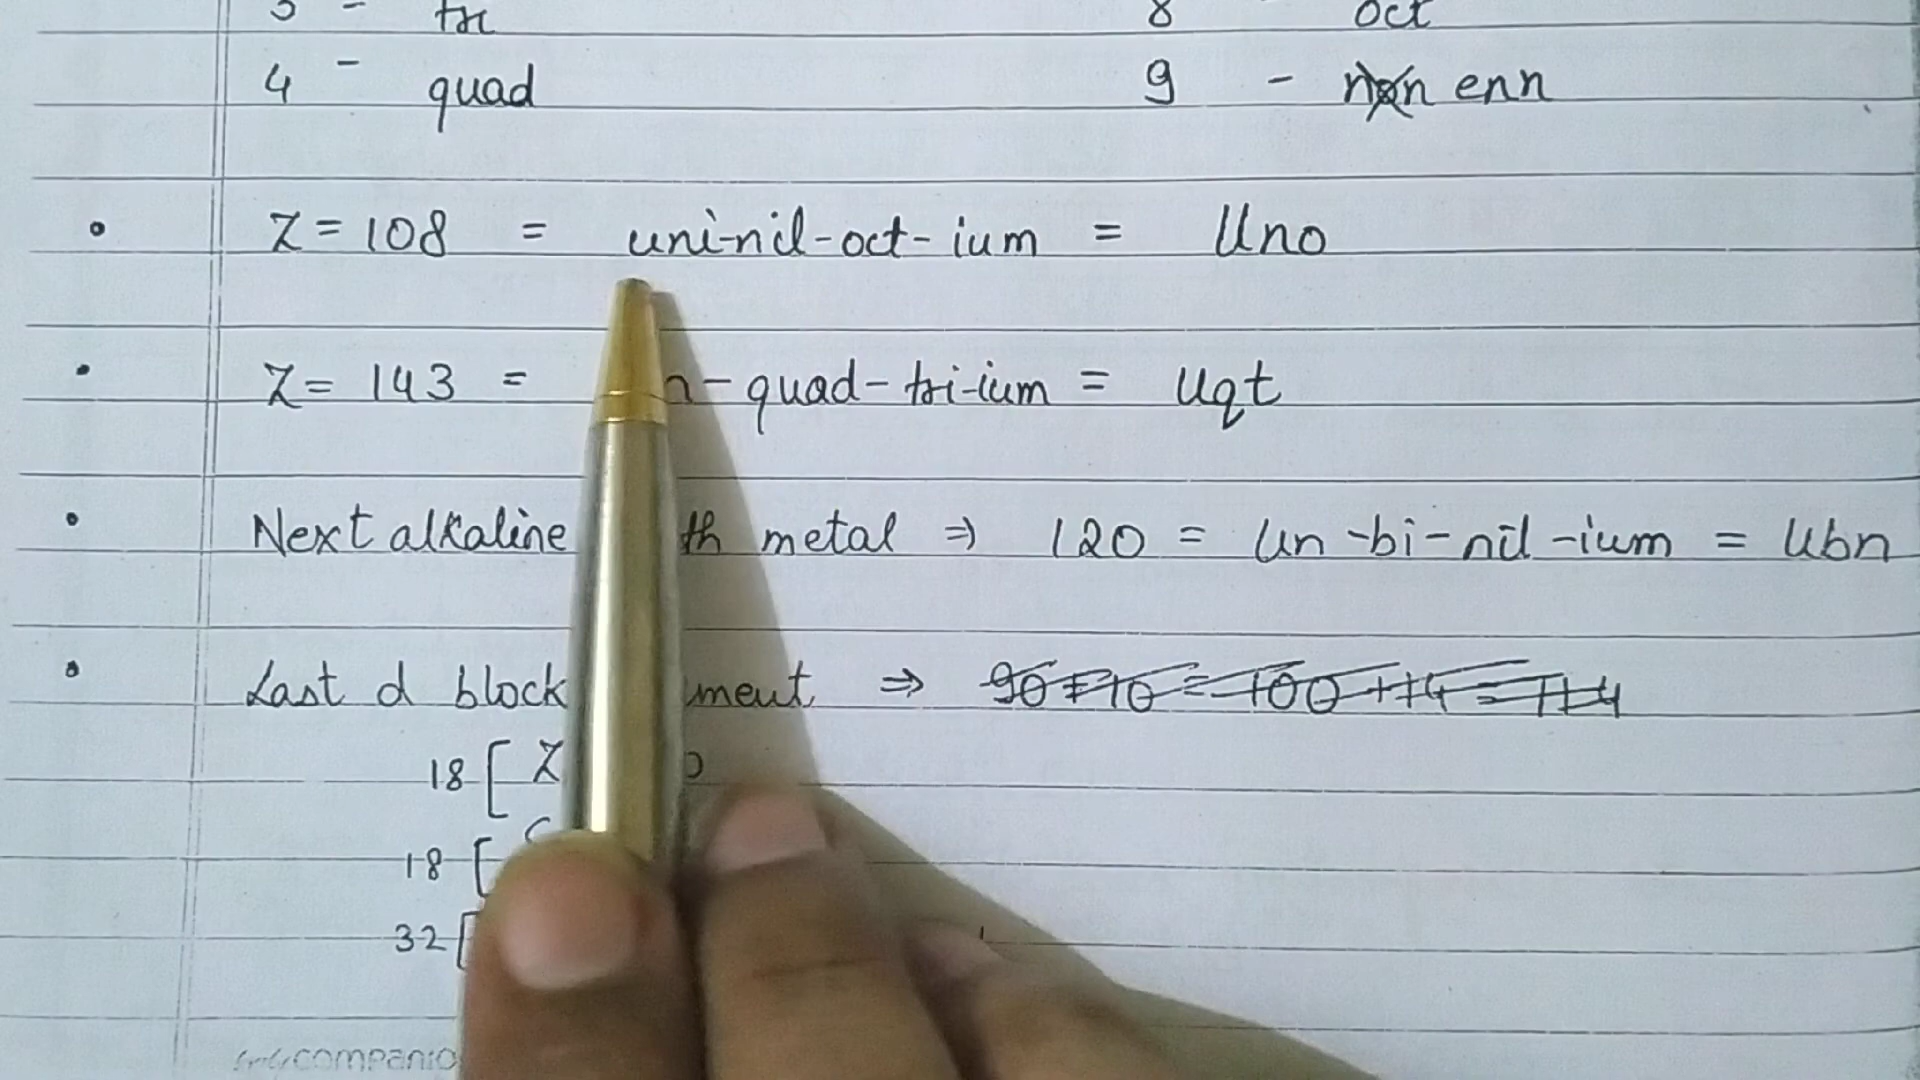 3 - tri 8 oct
4 - quad 9 - non enn
• Z = 108 = uni-nil-oct-ium = Uno
• Z = 143 = n-quad-tri-ium = Uqt
• Next alkaline th metal ⇒ 120 = Un-bi-nil-ium = Ubn
• Last d block ment ⇒ 90+10 = 100+14 = 114
18 [ Z
18 [
32 [
companio